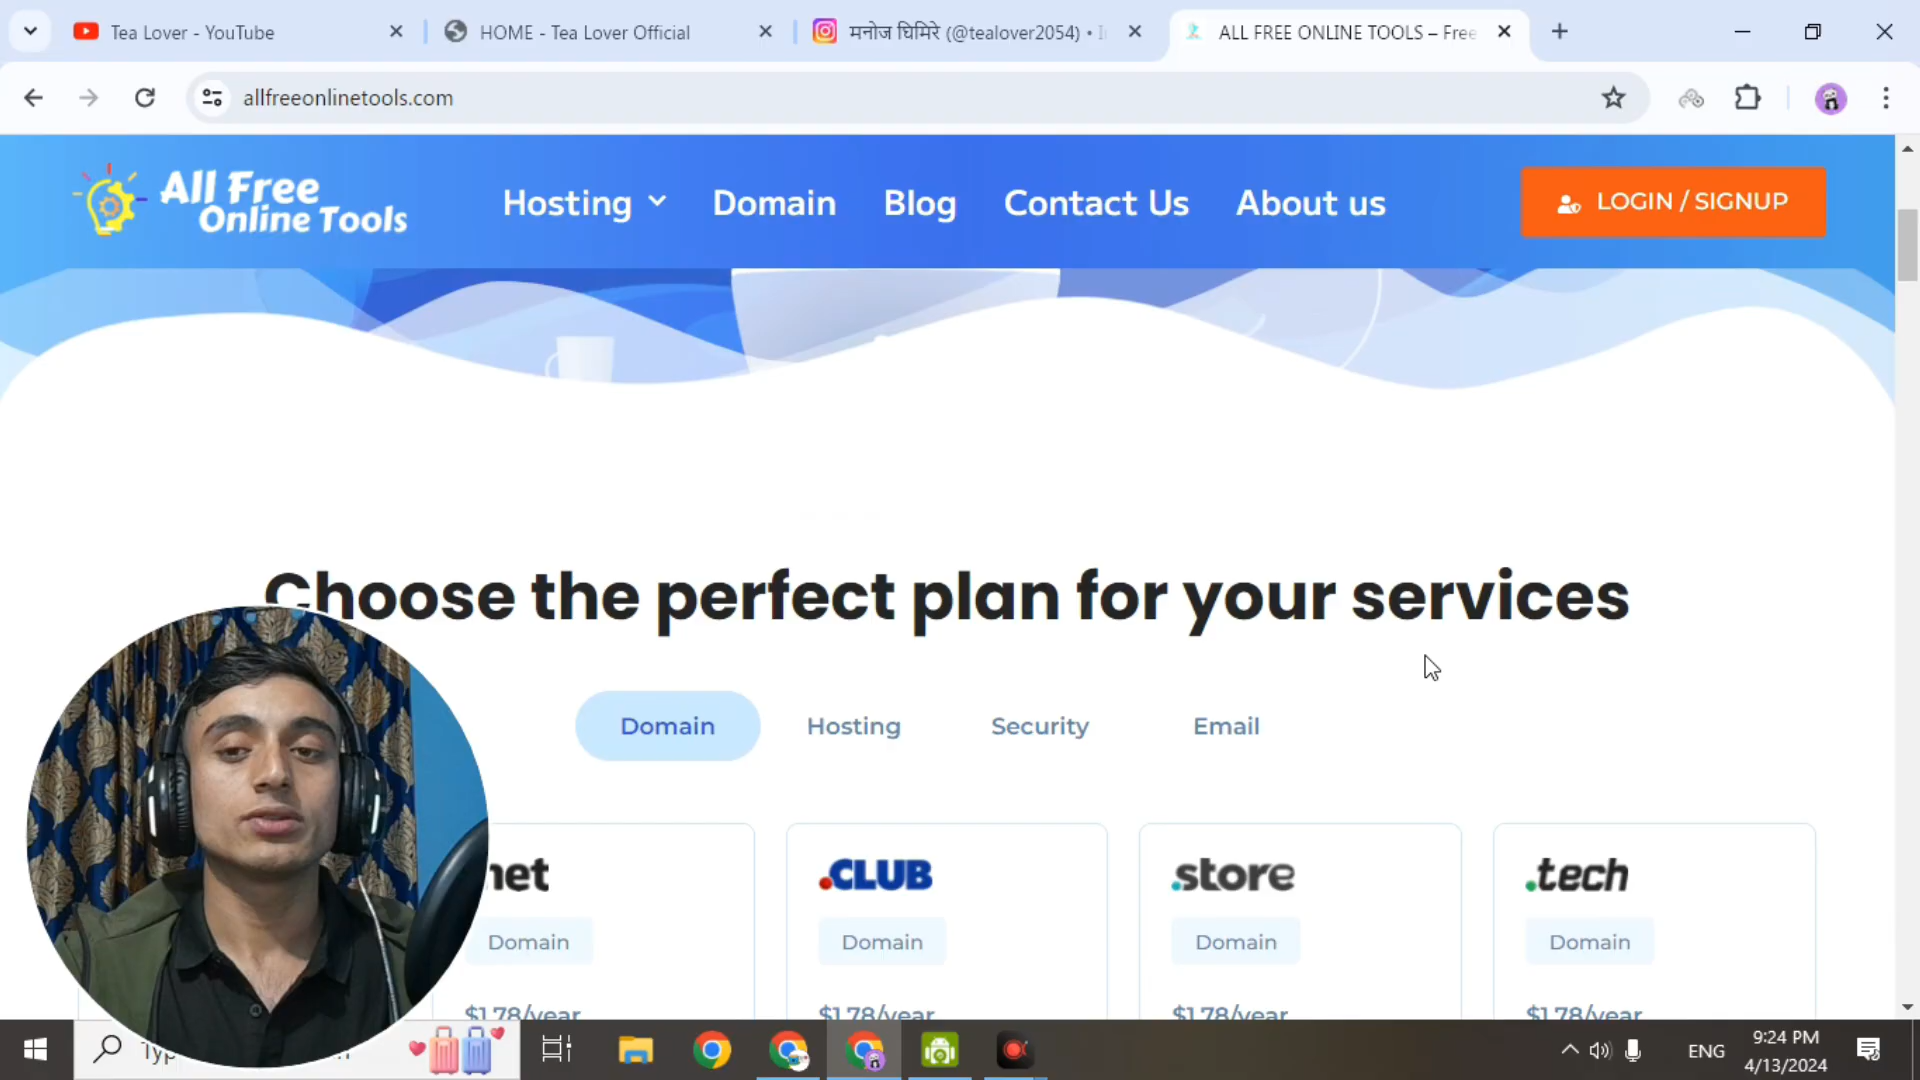 Tea Lover - YouTube
HOME - Tea Lover Official
मनोज घिमिरे (@tealover2054) •
ALL FREE ONLINE TOOLS – Free
allfreeonlinetools.com
All Free
Online Tools
Hosting
Domain
Blog
Contact Us
About us
LOGIN / SIGNUP
Choose the perfect plan for your services
Domain
Hosting
Security
Email
net
.CLUB
.store
.tech
Domain
Domain
Domain
Domain
$1.78/year
$1.78/year
$1.78/year
$1.78/year
ENG
9:24 PM
4/13/2024